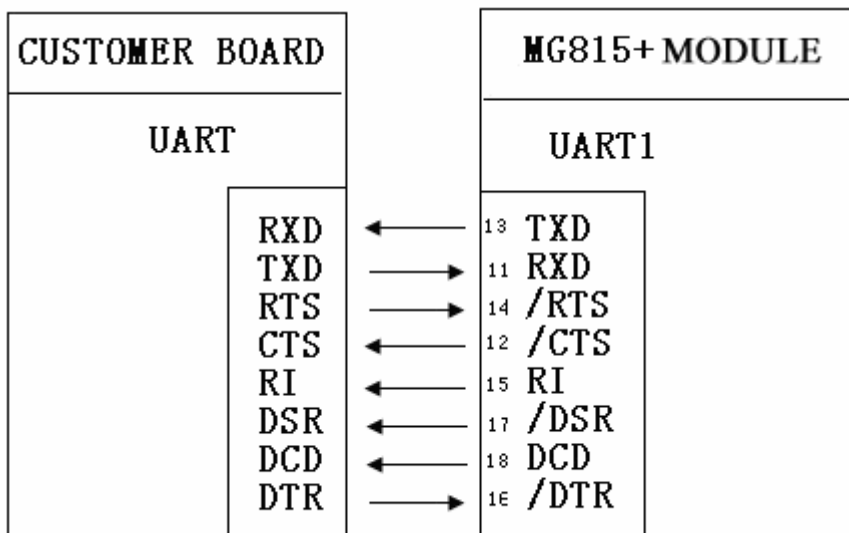 CUSTOMER BOARD
MG815+ MODULE
UART
UART1
RXD 13 TXD
TXD 11 RXD
RTS 14 /RTS
CTS 12 /CTS
RI 15 RI
DSR 17 /DSR
DCD 18 DCD
DTR 16 /DTR